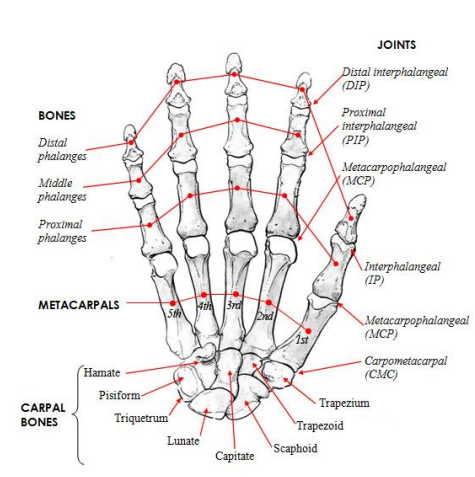 JOINTS
Distal interphalangeal
(DIP)
Proximal
interphalangeal
(PIP)
Metacarpophalangeal
(MCP)
Interphalangeal
(IP)
Metacarpophalangeal
(MCP)
Carpometacarpal
(CMC)
BONES
Distal
phalanges
Middle
phalanges
Proximal
phalanges
METACARPALS
5th
4th
3rd
2nd
1st
CARPAL
BONES
Hamate
Pisiform
Triquetrum
Lunate
Capitate
Scaphoid
Trapezoid
Trapezium